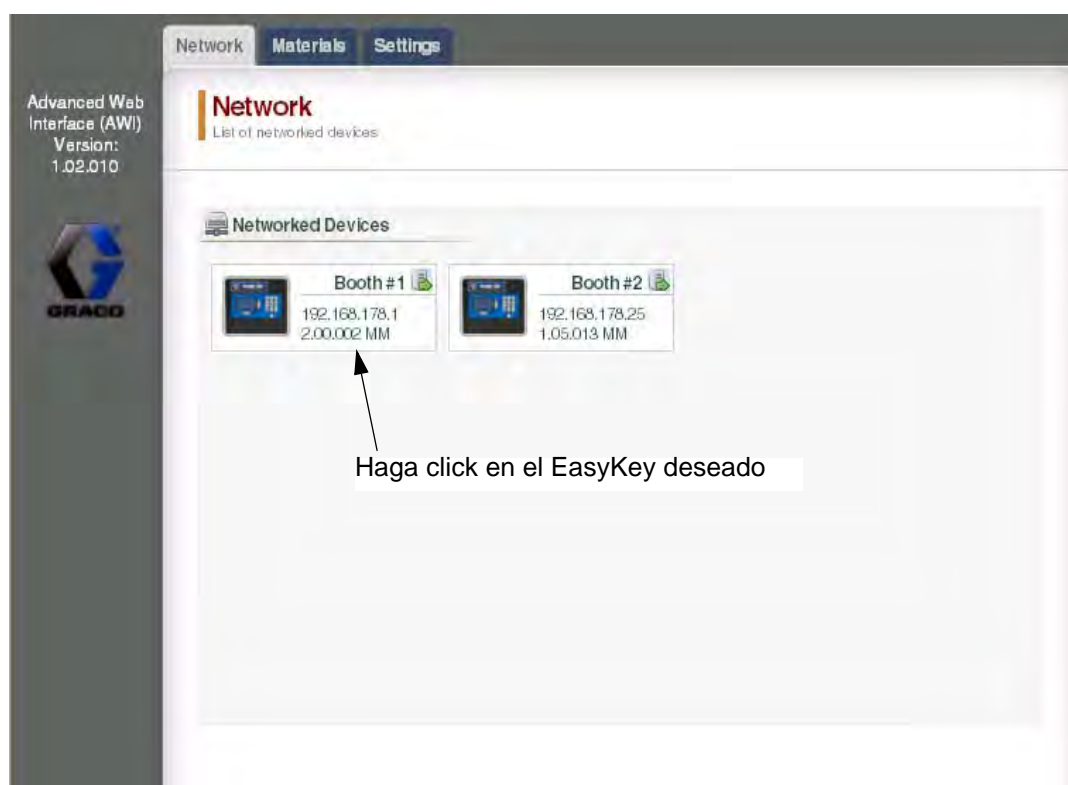 Network Materials Settings
Advanced Web
Interface (AWI)
Version:
1.02.010
GRACO
Network
List of networked devices
Networked Devices
Booth #1
192.168.178.1
2.00.002 MM
Booth #2
192.168.178.25
1.05.013 MM
Haga click en el EasyKey deseado